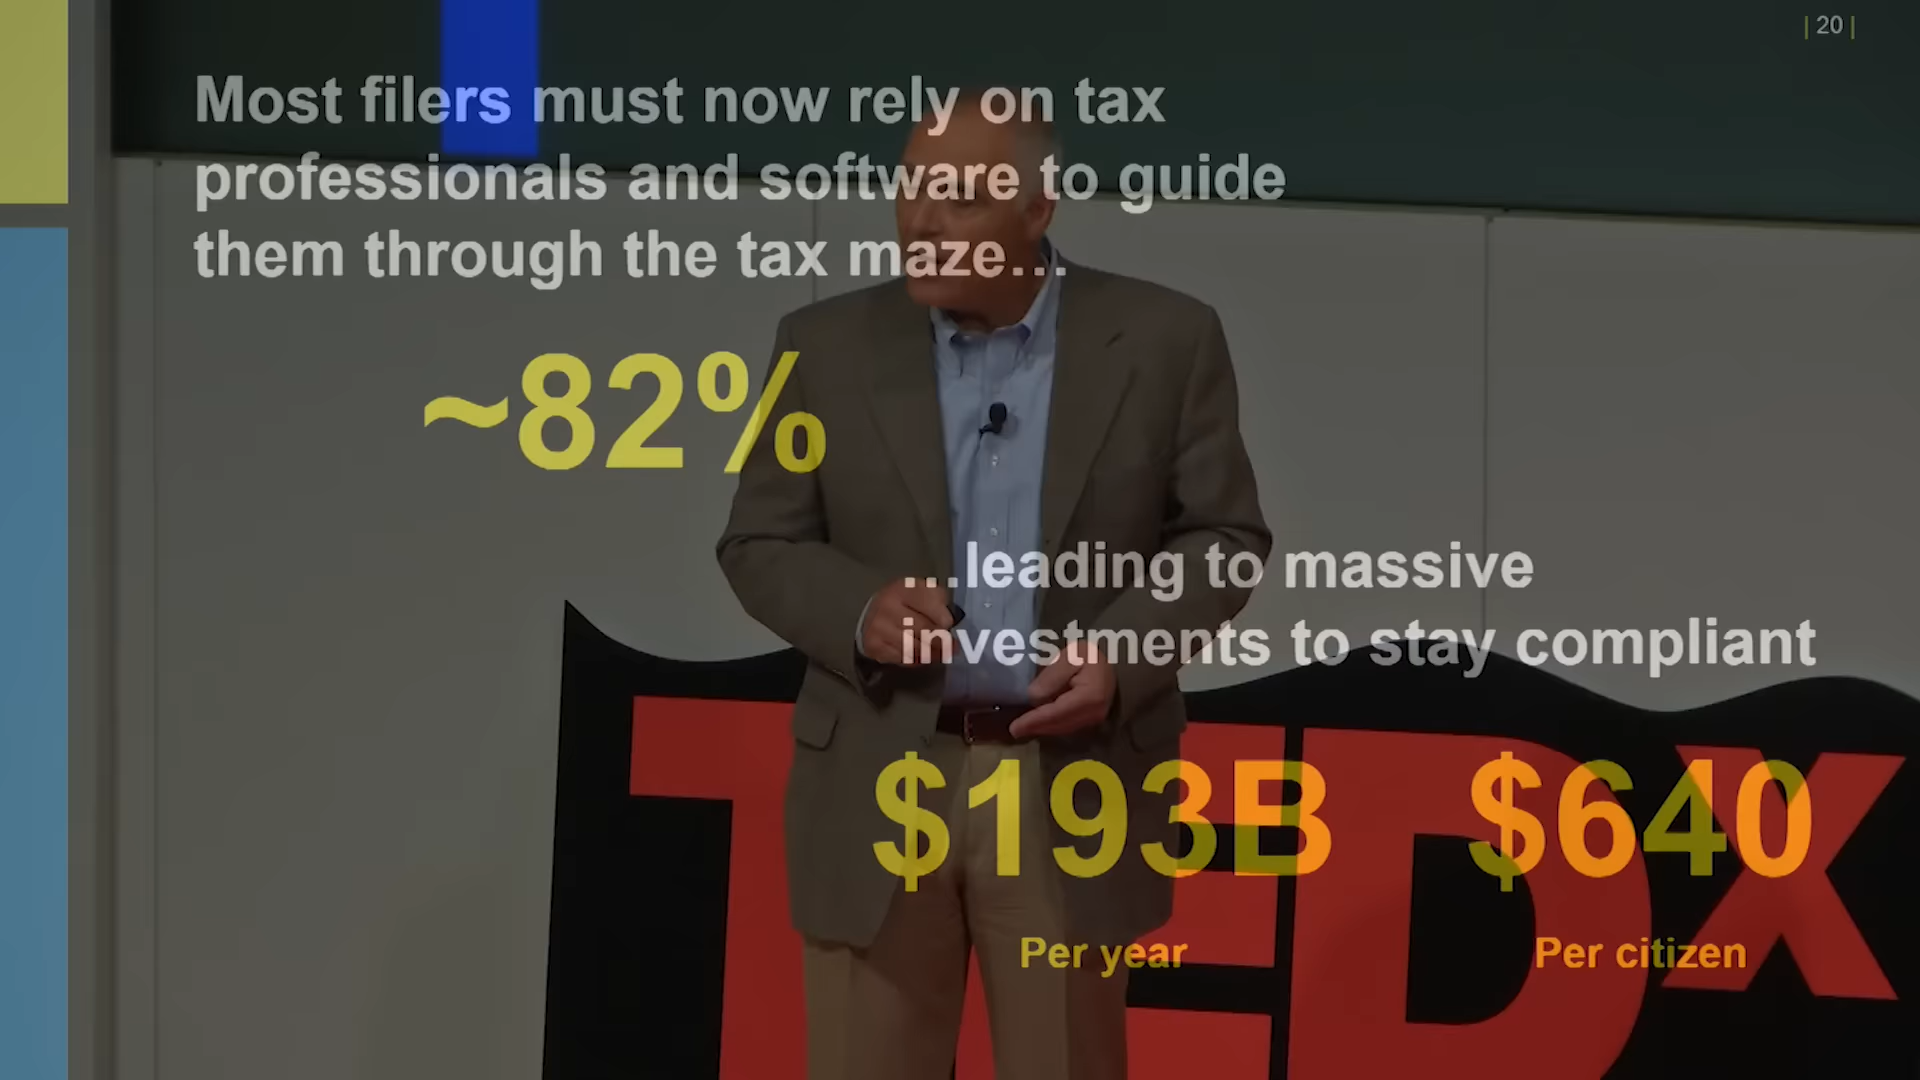 | 20 |
Most filers must now rely on tax
professionals and software to guide
them through the tax maze...
~82%
...leading to massive
investments to stay compliant
$193B $640
Per year Per citizen
TEDx